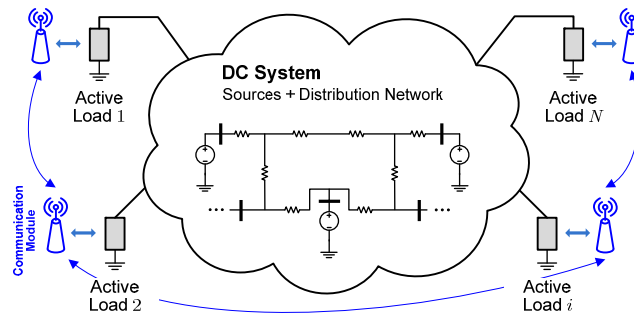 DC System
Sources + Distribution Network
Active
Load 1
Active
Load N
Communication
Module
Active
Load 2
Active
Load i